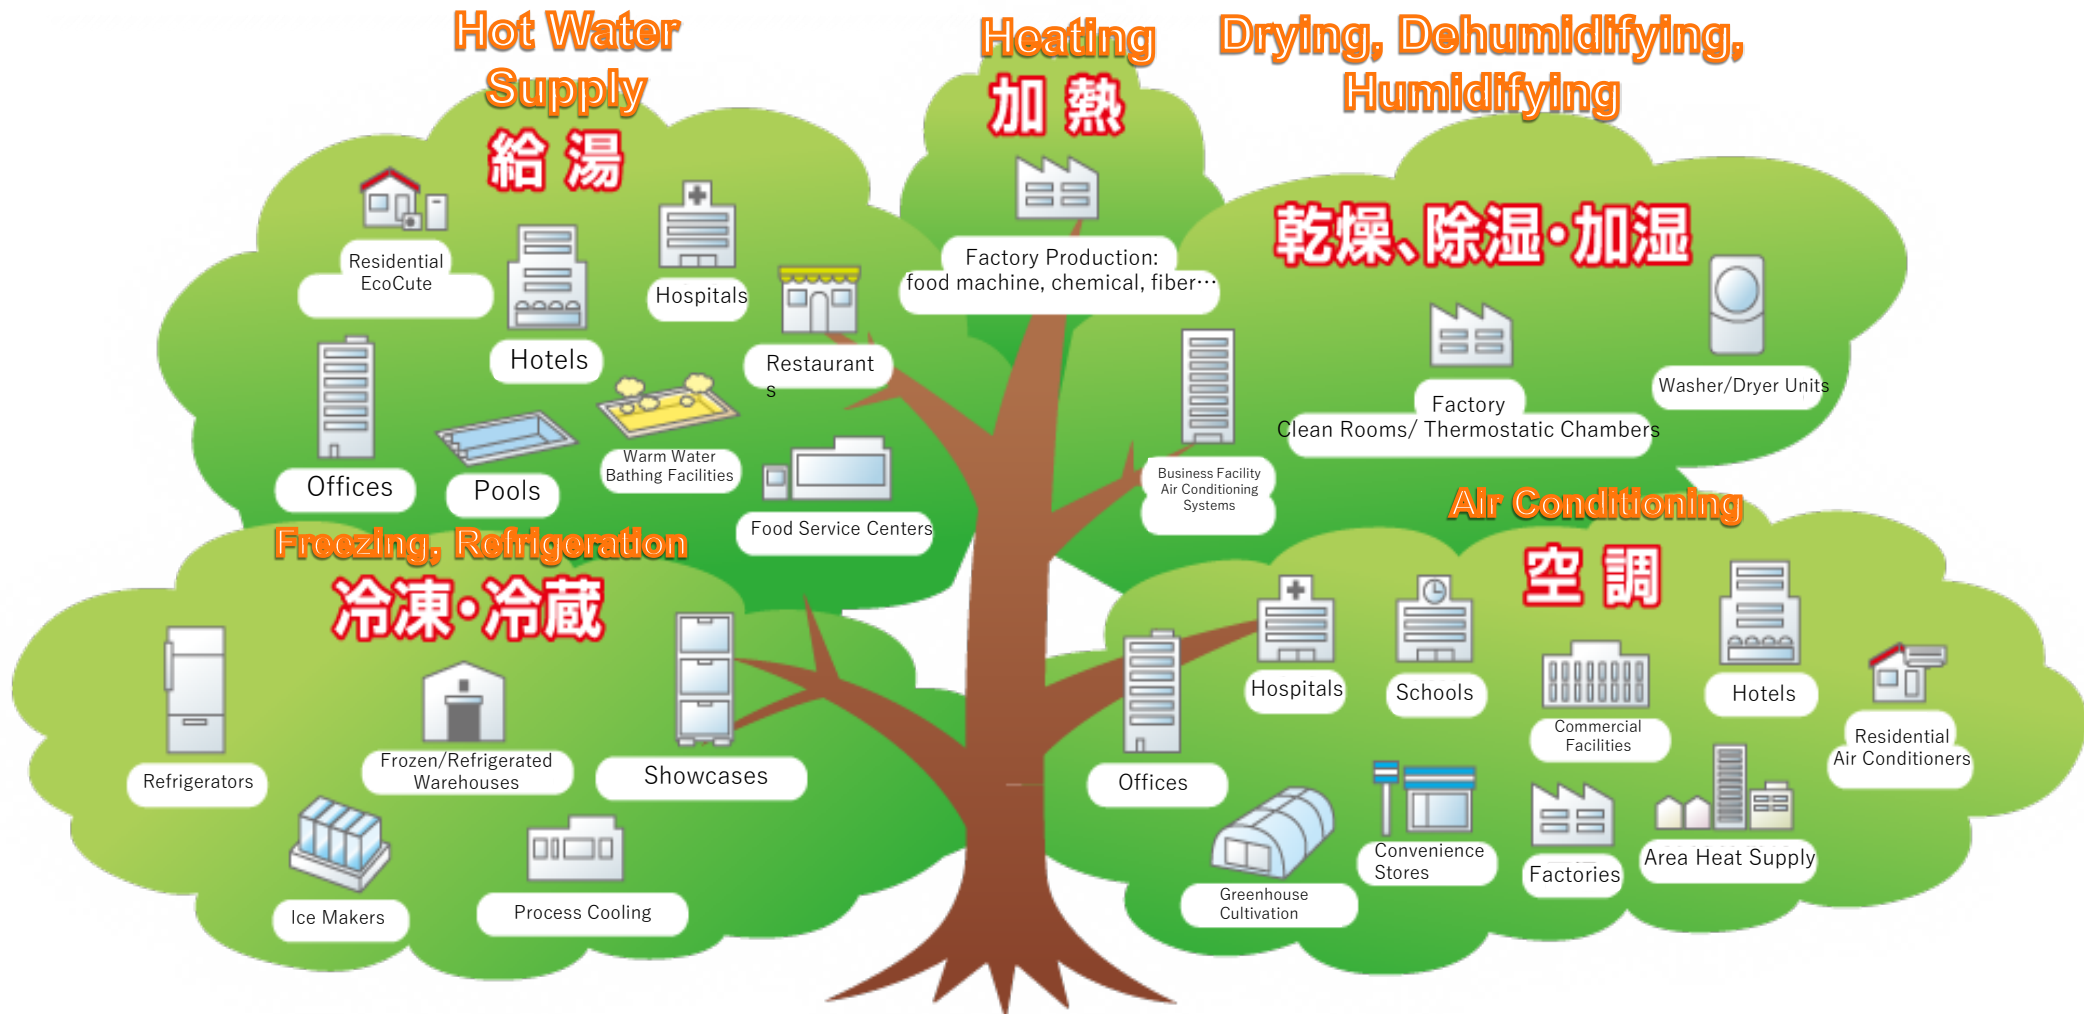 Hot Water
Supply
給湯
Residential
EcoCute
Hotels
Hospitals
Restaurant
s
Offices
Pools
Warm Water
Bathing Facilities
Food Service Centers
Heating
加熱
Factory Production:
food machine, chemical, fiber⋯
Drying, Dehumidifying,
Humidifying
乾燥、除湿・加湿
Business Facility
Air Conditioning
Systems
Factory
Clean Rooms/ Thermostatic Chambers
Washer/Dryer Units
Freezing, Refrigeration
冷凍・冷蔵
Refrigerators
Frozen/Refrigerated
Warehouses
Showcases
Ice Makers
Process Cooling
Air Conditioning
空調
Offices
Hospitals
Schools
Commercial
Facilities
Hotels
Residential
Air Conditioners
Greenhouse
Cultivation
Convenience
Stores
Factories
Area Heat Supply